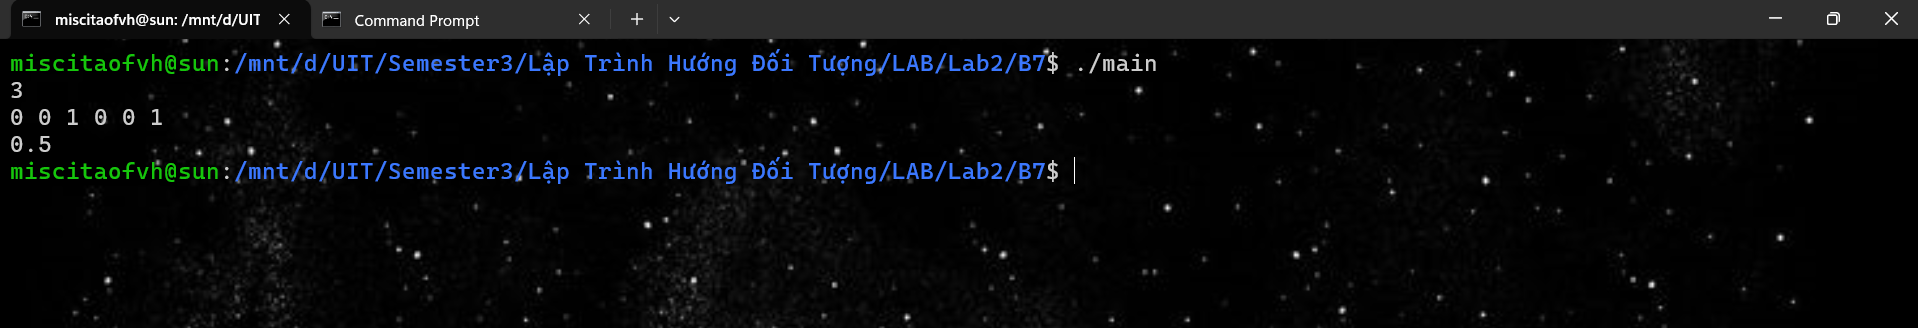 miscitaofvh@sun: /mnt/d/UIT
Command Prompt
miscitaofvh@sun:/mnt/d/UIT/Semester3/Lập Trình Hướng Đối Tượng/LAB/Lab2/B7$ ./main
3
0 0 1 0 0 1
0.5
miscitaofvh@sun:/mnt/d/UIT/Semester3/Lập Trình Hướng Đối Tượng/LAB/Lab2/B7$